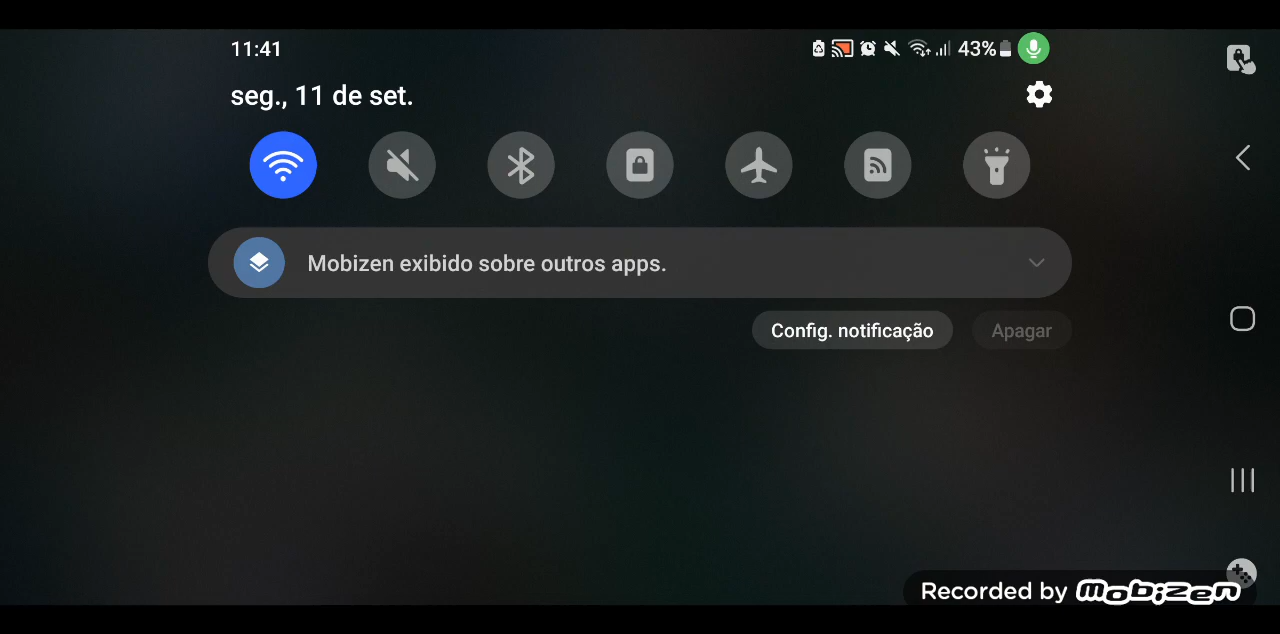 11:41
43%
seg., 11 de set.
Mobizen exibido sobre outros apps.
Config. notificação
Apagar
Recorded by Mobizen